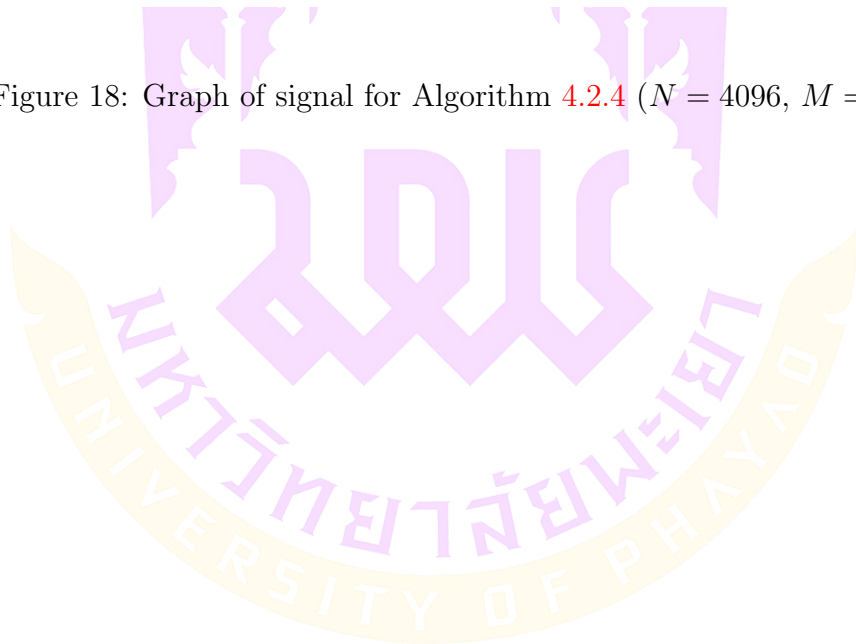 Figure 18: Graph of signal for Algorithm 4.2.4 (N = 4096, M =
มหาวิทยาลัยพะเยา
UNIVERSITY OF PHAYAO